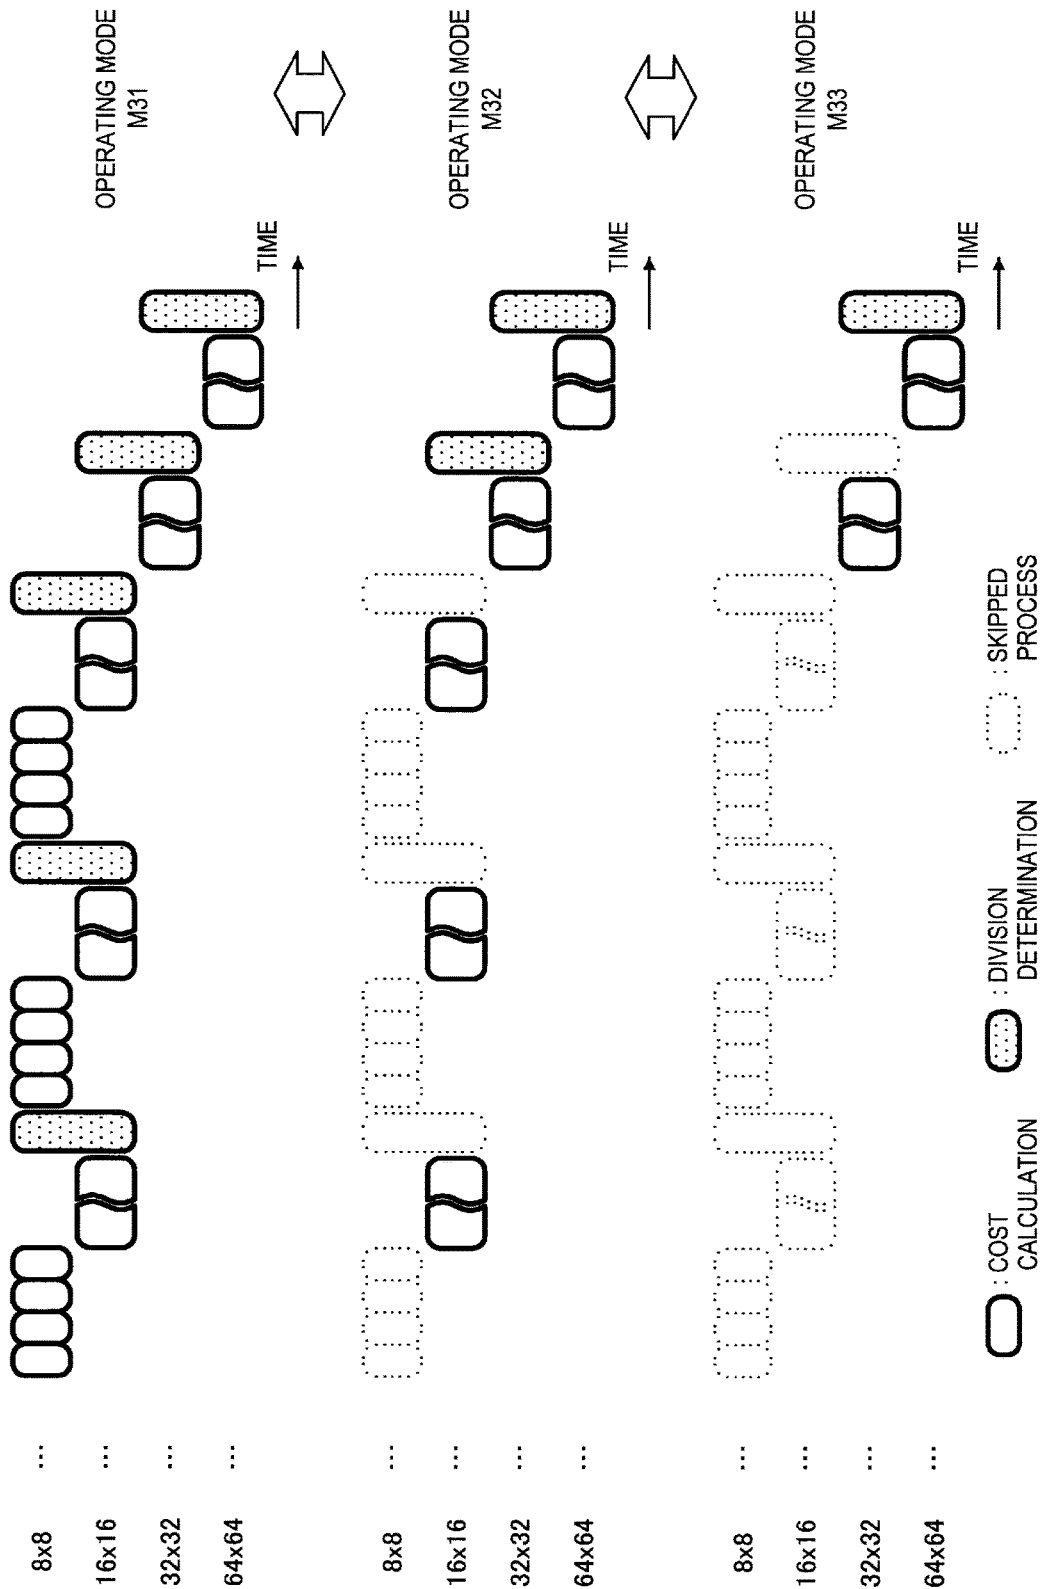 8x8 ...
16x16 ...
32x32 ...
64x64 ...
TIME
OPERATING MODE
M31
8x8 ...
16x16 ...
32x32 ...
64x64 ...
TIME
OPERATING MODE
M32
8x8 ...
16x16 ...
32x32 ...
64x64 ...
TIME
OPERATING MODE
M33
: COST
CALCULATION
: DIVISION
DETERMINATION
: SKIPPED
PROCESS